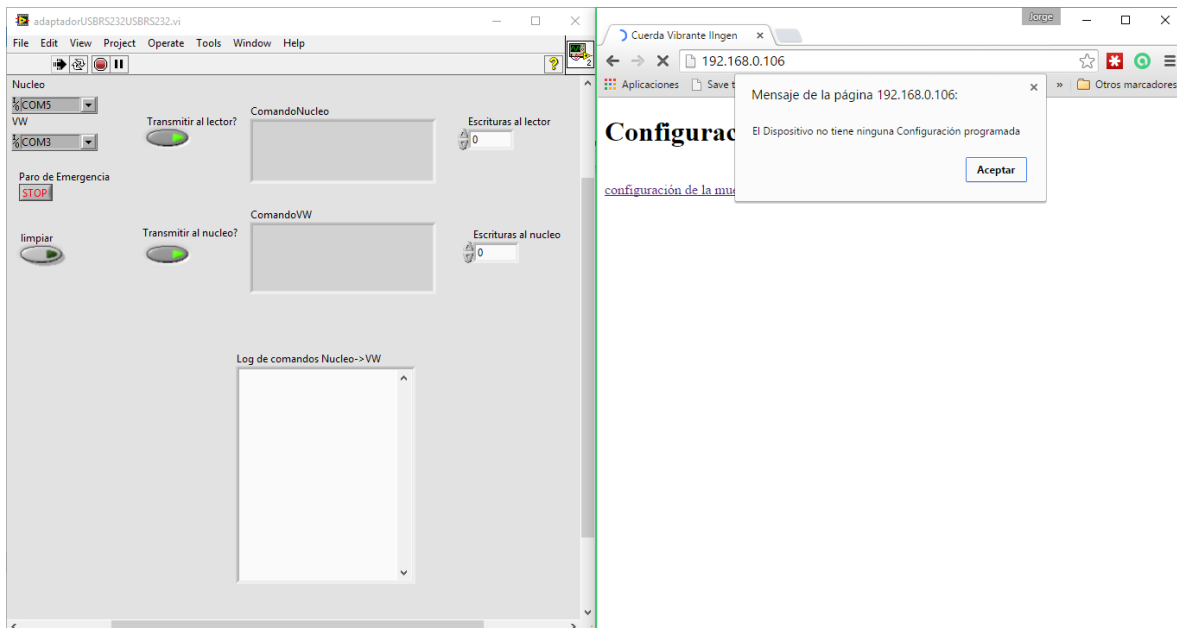 adaptadorUSBRS232USBRS232.vi
File Edit View Project Operate Tools Window Help
2
Nucleo
COM5
VW
COM3
Transmitir al lector?
ComandoNucleo
Escrituras al lector
0
Paro de Emergencia
STOP
ComandoVW
limpiar
Transmitir al nucleo?
Escrituras al nucleo
0
Log de comandos Nucleo->VW
Jorge
Cuerda Vibrante IIngen
192.168.0.106
Aplicaciones Save t » Otros marcadores
Mensaje de la página 192.168.0.106:
El Dispositivo no tiene ninguna Configuración programada
Aceptar
Configurac
configuración de la mue